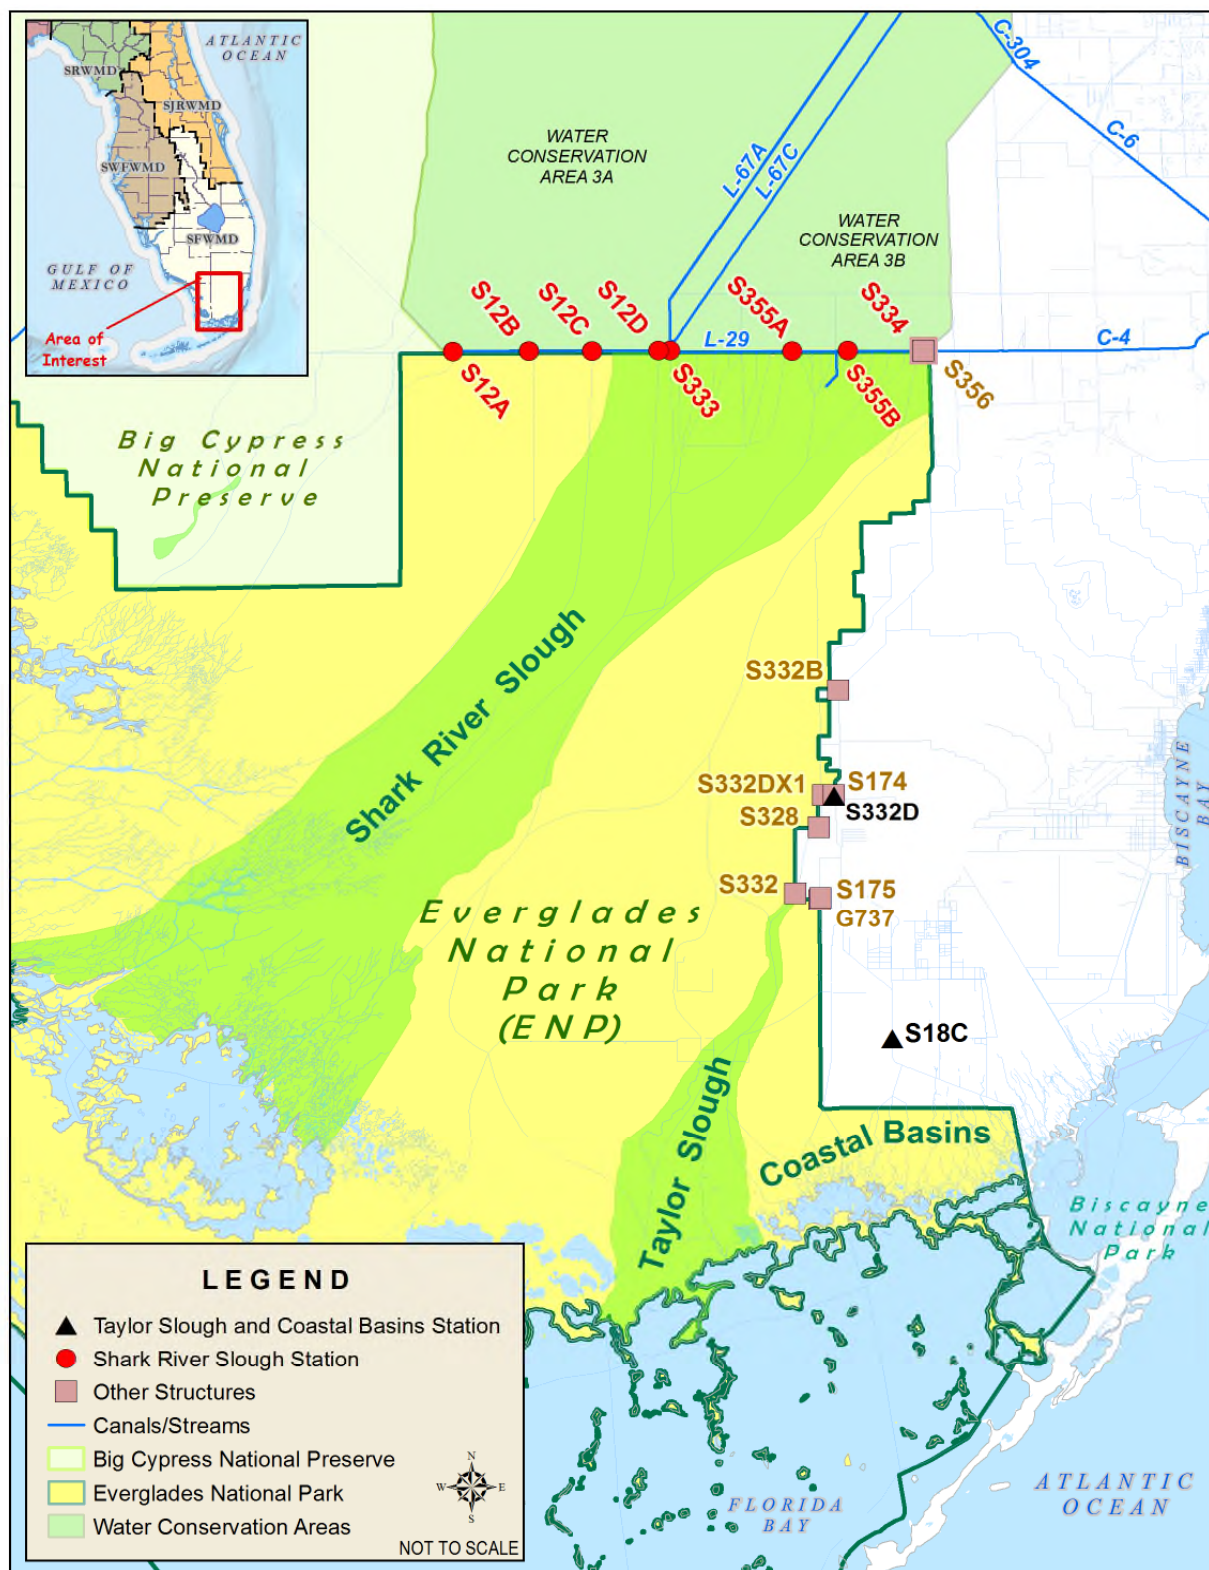 ATLANTIC
OCEAN
SRWMD
SJRWMD
SWFWMD
SFWMD
GULF OF
MEXICO
Area of
Interest
C-304
C-6
WATER
CONSERVATION
AREA 3A
L-67A
L-67C
WATER
CONSERVATION
AREA 3B
S12B
S12C
S12D
S355A
S334
L-29
C-4
S12A
S333
S355B
S356
Big Cypress
National
Preserve
Shark River Slough
S332B
S332DX1
S174
S332D
S328
S332
S175
G737
BISCAYNE
BAY
Everglades
National
Park
(ENP)
S18C
Taylor Slough
Coastal Basins
Biscayne
National
Park
LEGEND
Taylor Slough and Coastal Basins Station
Shark River Slough Station
Other Structures
Canals/Streams
Big Cypress National Preserve
Everglades National Park
Water Conservation Areas
N
W
E
S
NOT TO SCALE
FLORIDA
BAY
ATLANTIC
OCEAN